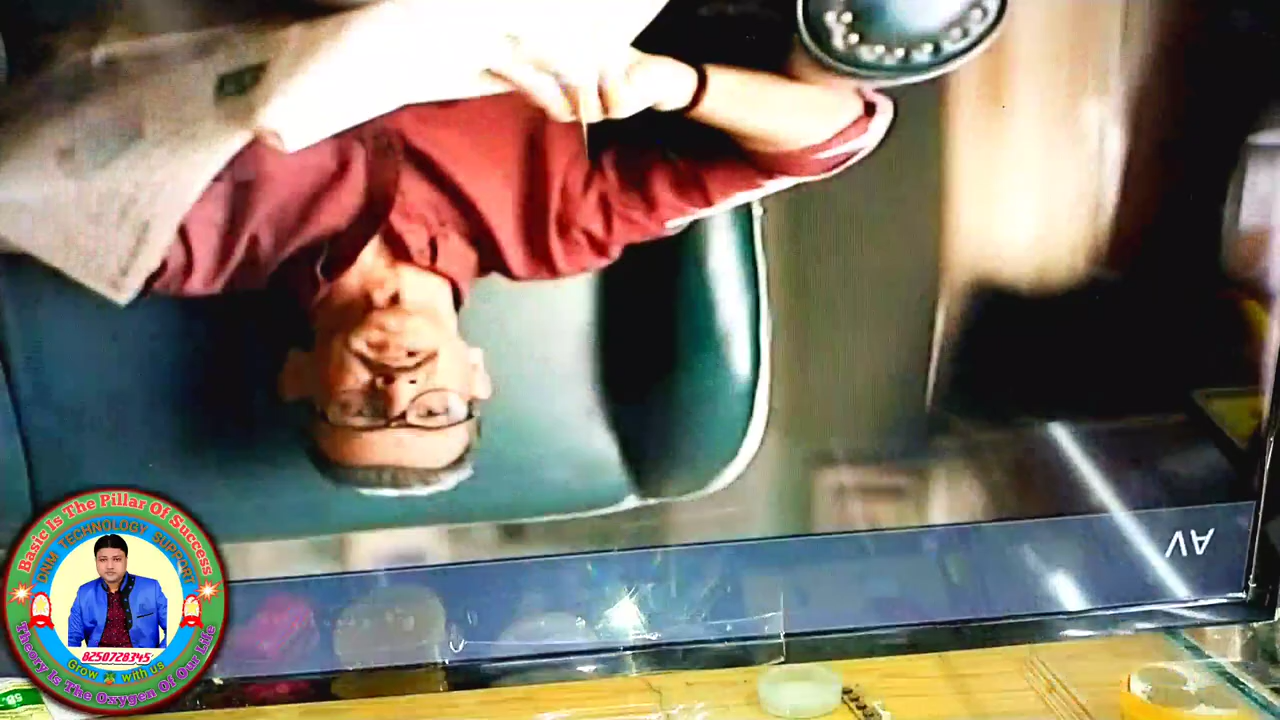 Basic Is The Pillar Of Success
DNM TECHNOLOGY SUPPORT
8250728345
Grow with us
Theory Is The Oxygen Of Our Life
AV